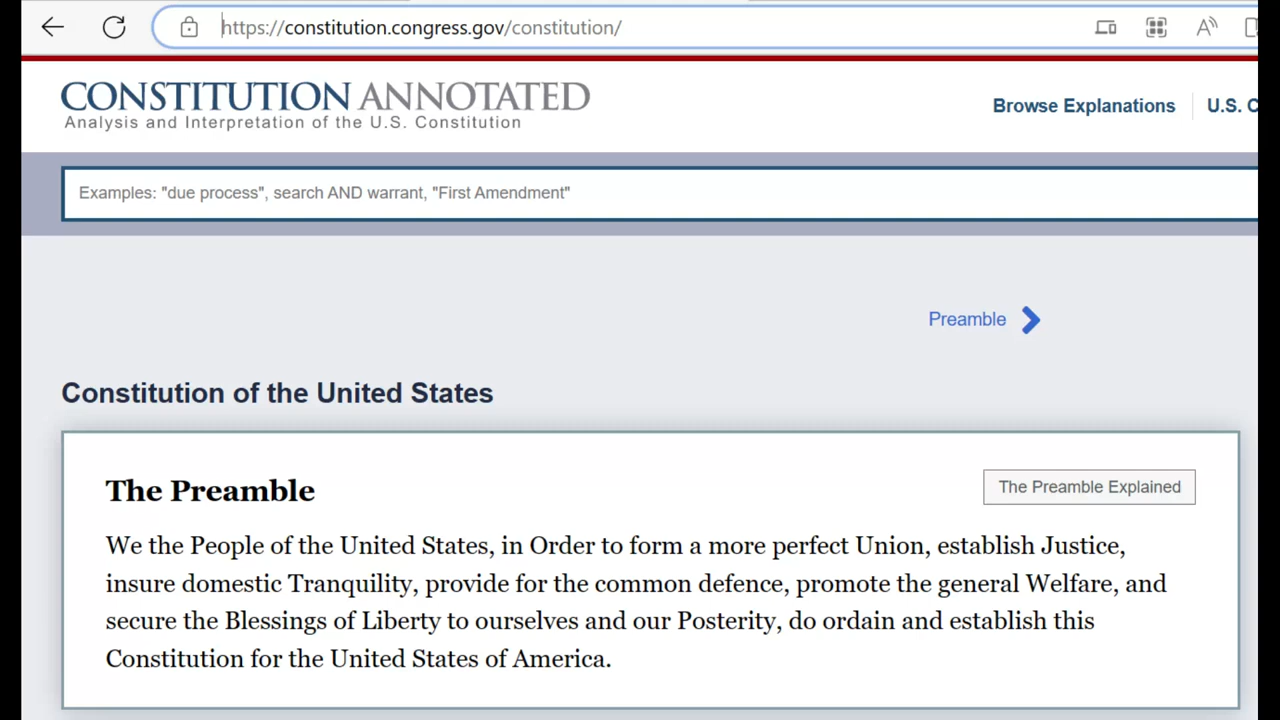 https://constitution.congress.gov/constitution/
CONSTITUTION ANNOTATED
Analysis and Interpretation of the U.S. Constitution
Browse Explanations
U.S. C
Examples: "due process", search AND warrant, "First Amendment"
Preamble
Constitution of the United States
The Preamble
The Preamble Explained
We the People of the United States, in Order to form a more perfect Union, establish Justice,
insure domestic Tranquility, provide for the common defence, promote the general Welfare, and
secure the Blessings of Liberty to ourselves and our Posterity, do ordain and establish this
Constitution for the United States of America.